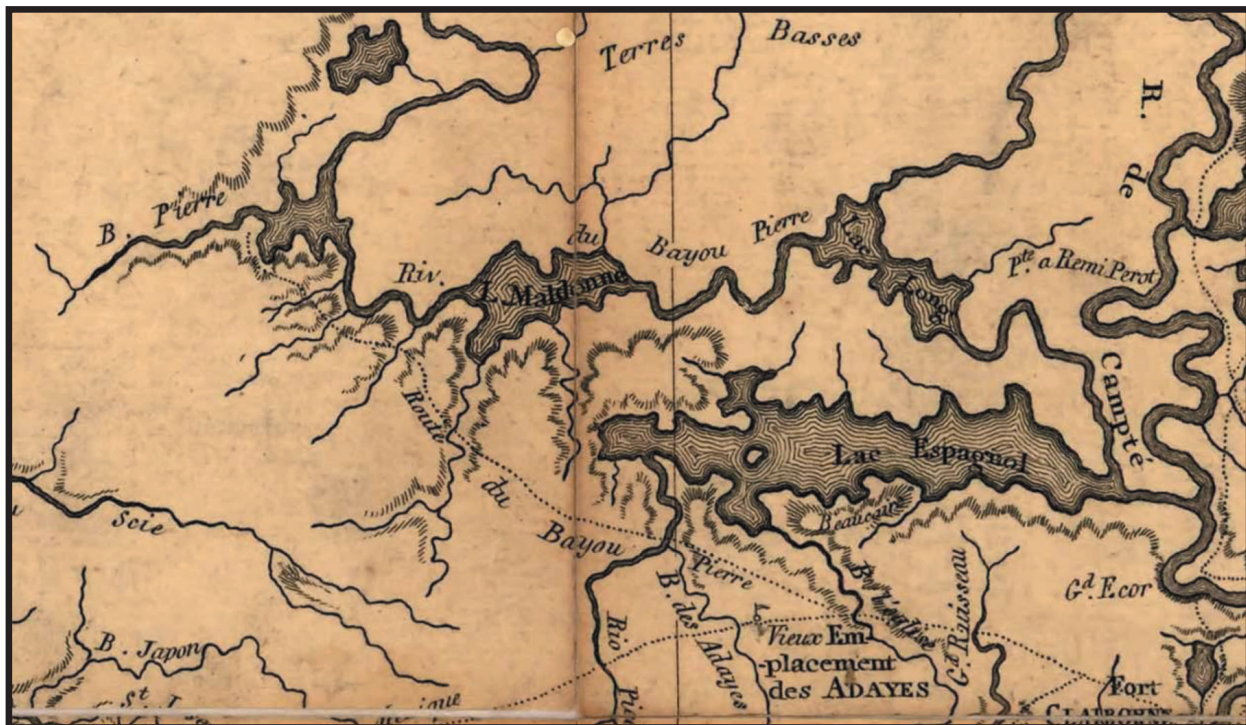 Terres Basses
R. de
B. Pierre
Riv. du Bayou Pierre
L. Maldonne
Lac Long
Pte a Remi Perot
Campté
Route du Bayou Pierre
Lac Espagnol
Scie
B.
Gd. Ecor
B. des Adayes
Rio
Gd. Ruisseau
B. Japon
St.
Vieux Em-
placement
des ADAYES
Fort